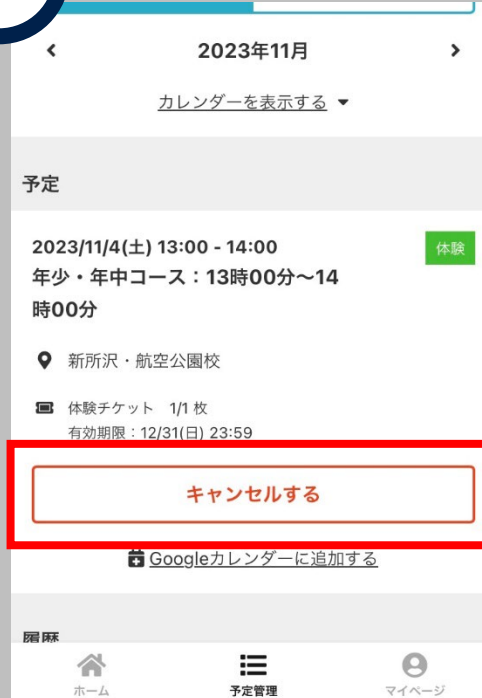 2023年11月
カレンダーを表示する
予定
2023/11/4(土) 13:00 - 14:00
体験
年少・年中コース：13時00分〜14
時00分
新所沢・航空公園校
体験チケット 1/1 枚
有効期限：12/31(日) 23:59
キャンセルする
Googleカレンダーに追加する
履歴
ホーム
予定管理
マイページ